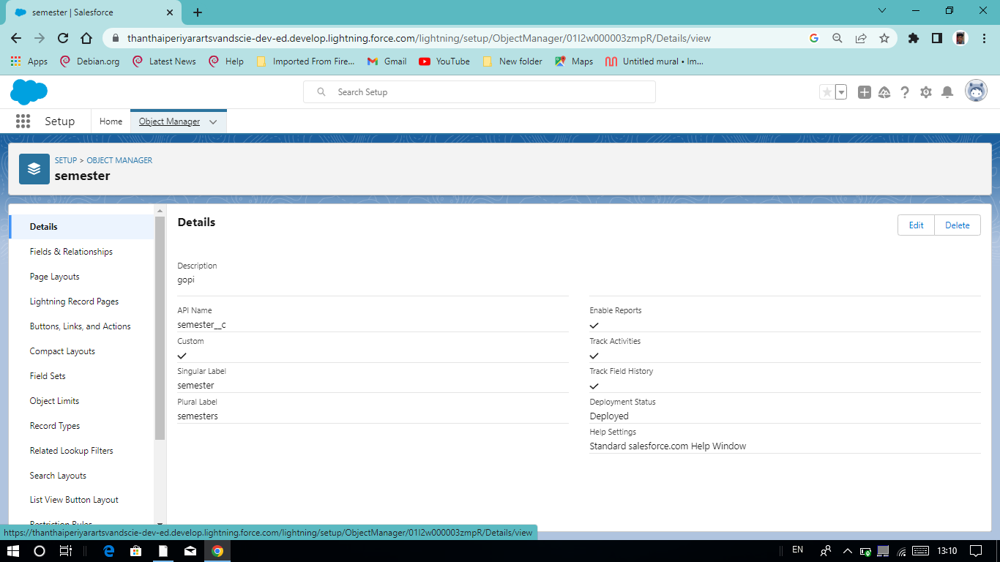 semester | Salesforce
thanthaiperiyarartsvandscie-dev-ed.develop.lightning.force.com/lightning/setup/ObjectManager/01I2w000003zmpR/Details/view
Apps Debian.org Latest News Help Imported From Fire... Gmail YouTube New folder Maps Untitled mural • Im...
Search Setup
Setup Home Object Manager
SETUP > OBJECT MANAGER
semester
Details
Fields & Relationships
Page Layouts
Lightning Record Pages
Buttons, Links, and Actions
Compact Layouts
Field Sets
Object Limits
Record Types
Related Lookup Filters
Search Layouts
List View Button Layout
Restriction Rules
Details
Edit Delete
Description
gopi
API Name
semester__c
Custom
Singular Label
semester
Plural Label
semesters
Enable Reports
Track Activities
Track Field History
Deployment Status
Deployed
Help Settings
Standard salesforce.com Help Window
https://thanthaiperiyarartsvandscie-dev-ed.develop.lightning.force.com/lightning/setup/ObjectManager/01I2w000003zmpR/Details/view
EN 13:10